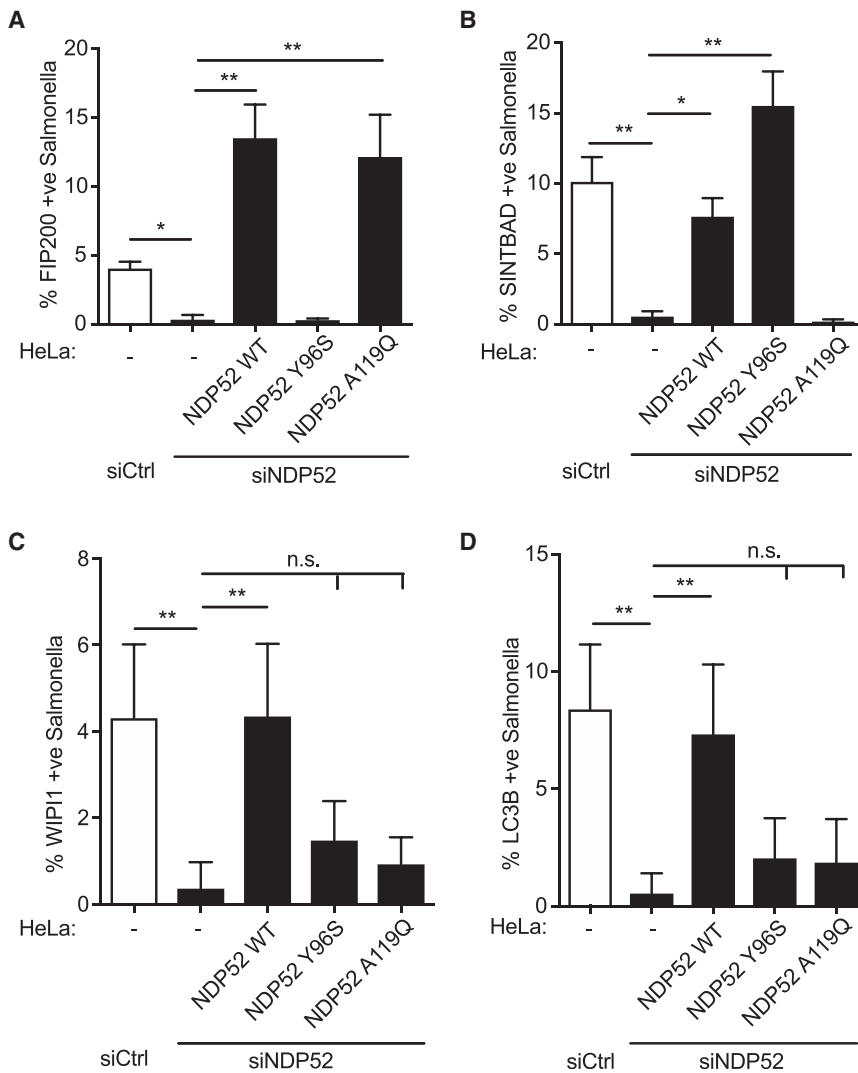 A
% FIP200 +ve Salmonella
20
15
10
5
0
*
**
**
HeLa:
-
-
NDP52 WT
NDP52 Y96S
NDP52 A119Q
siCtrl
siNDP52
B
% SINTBAD +ve Salmonella
20
15
10
5
0
**
*
**
-
-
NDP52 WT
NDP52 Y96S
NDP52 A119Q
siCtrl
siNDP52
C
% WIPI1 +ve Salmonella
8
6
4
2
0
**
**
n.s.
HeLa:
-
-
NDP52 WT
NDP52 Y96S
NDP52 A119Q
siCtrl
siNDP52
D
% LC3B +ve Salmonella
15
10
5
0
**
**
n.s.
HeLa:
-
-
NDP52 WT
NDP52 Y96S
NDP52 A119Q
siCtrl
siNDP52